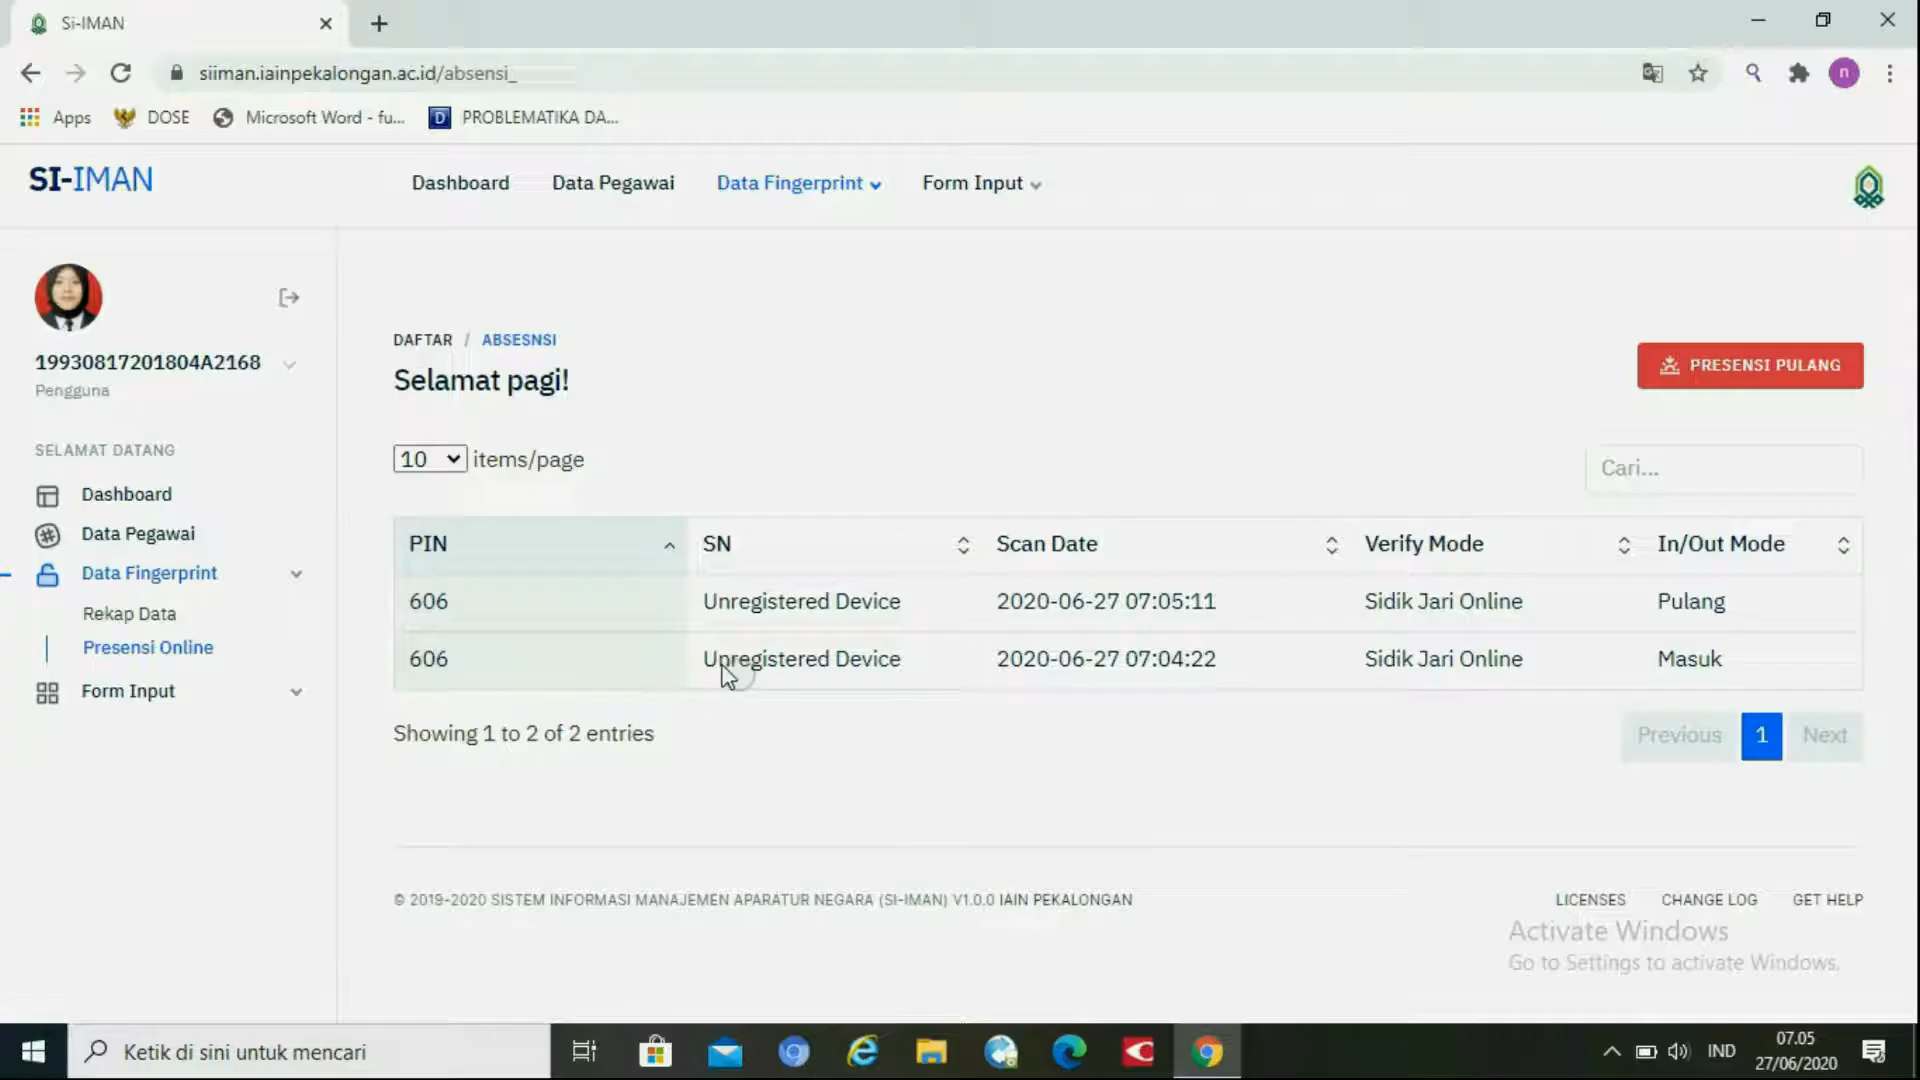 Si-IMAN
siiman.iainpekalongan.ac.id/absensi_
n
Apps DOSE Microsoft Word - fu... D PROBLEMATIKA DA...
SI-IMAN Dashboard Data Pegawai Data Fingerprint Form Input
19930817201804A2168
Pengguna
SELAMAT DATANG
Dashboard
Data Pegawai
Data Fingerprint
Rekap Data
Presensi Online
Form Input
DAFTAR / ABSESNSI
Selamat pagi!
PRESENSI PULANG
10 items/page
Cari...
PIN SN Scan Date Verify Mode In/Out Mode
606 Unregistered Device 2020-06-27 07:05:11 Sidik Jari Online Pulang
606 Unregistered Device 2020-06-27 07:04:22 Sidik Jari Online Masuk
Showing 1 to 2 of 2 entries
Previous 1 Next
© 2019-2020 SISTEM INFORMASI MANAJEMEN APARATUR NEGARA (SI-IMAN) V1.0.0 IAIN PEKALONGAN
LICENSES CHANGE LOG GET HELP
Activate Windows
Go to Settings to activate Windows.
Ketik di sini untuk mencari
IND
07.05
27/06/2020